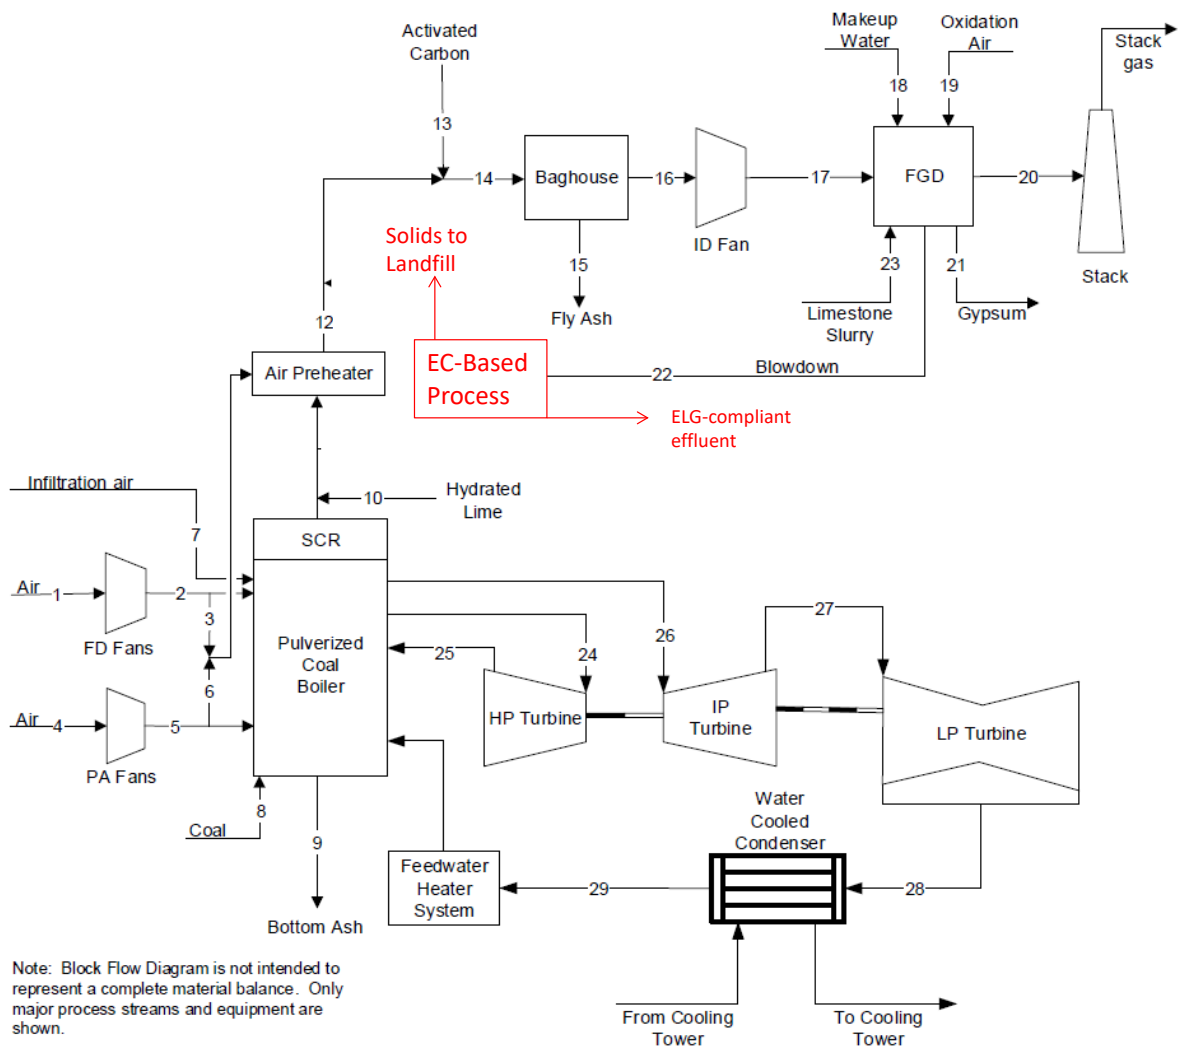 Activated
Carbon
Makeup
Water
Oxidation
Air
Stack
gas
18
19
13
14
Baghouse
16
ID Fan
17
FGD
20
Stack
Solids to
Landfill
15
Fly Ash
23
21
Limestone
Slurry
Gypsum
12
Air Preheater
EC-Based
Process
22
Blowdown
ELG-compliant
effluent
Infiltration air
7
10
Hydrated
Lime
SCR
Air
1
2
3
FD Fans
6
Air
4
5
PA Fans
Pulverized
Coal
Boiler
25
24
26
27
HP Turbine
IP
Turbine
LP Turbine
Coal
8
9
Bottom Ash
Feedwater
Heater
System
29
Water
Cooled
Condenser
28
From Cooling
Tower
To Cooling
Tower
Note: Block Flow Diagram is not intended to
represent a complete material balance. Only
major process streams and equipment are
shown.